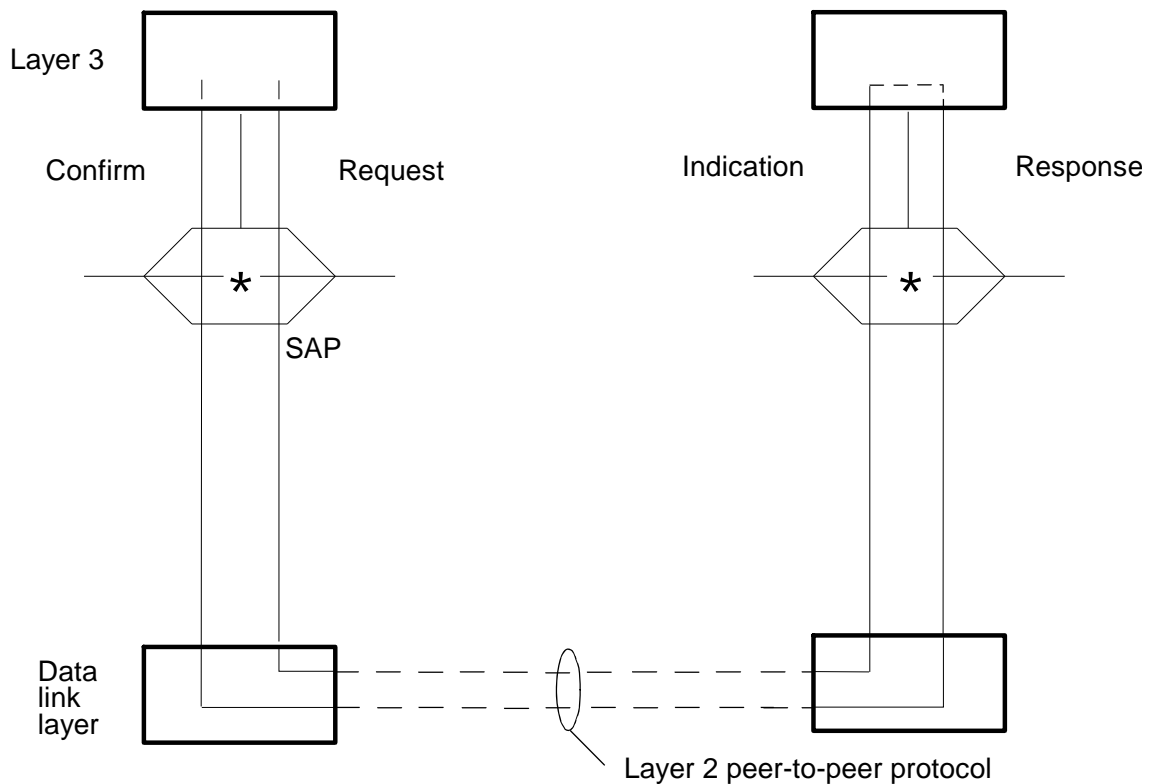 Layer 3
Confirm
Request
Indication
Response
*
*
SAP
Data
link
layer
Layer 2 peer-to-peer protocol